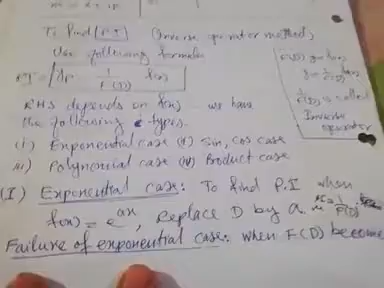 To find P.I (Inverse operator method)
Use following formula
yp = 1/F(D) f(x)
F(D) y = f(x)
y = 1/F(D) f(x)
1/F(D) is called
Inverse
operator
RHS depends on f(x) we have
the following types.
(i) Exponential case (ii) Sin, cos case
iii) Polynomial case (iv) Product case
(I) Exponential case: To find P.I when
f(x) = e^ax, Replace D by a.
Failure of exponential case: when F(D) become